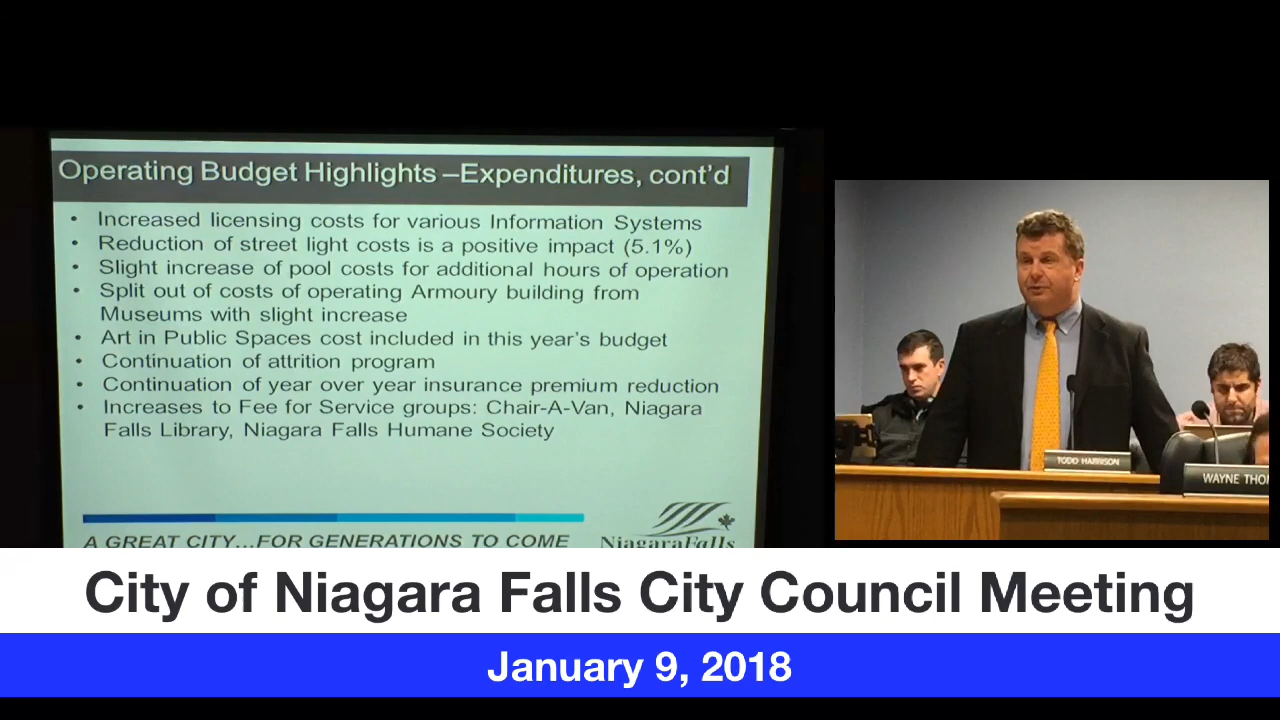 Operating Budget Highlights –Expenditures, cont'd
• Increased licensing costs for various Information Systems
• Reduction of street light costs is a positive impact (5.1%)
• Slight increase of pool costs for additional hours of operation
• Split out of costs of operating Armoury building from
Museums with slight increase
• Art in Public Spaces cost included in this year's budget
• Continuation of attrition program
• Continuation of year over year insurance premium reduction
• Increases to Fee for Service groups: Chair-A-Van, Niagara
Falls Library, Niagara Falls Humane Society
A GREAT CITY...FOR GENERATIONS TO COME
NiagaraFalls
TODD HARRISON
WAYNE
City of Niagara Falls City Council Meeting
January 9, 2018